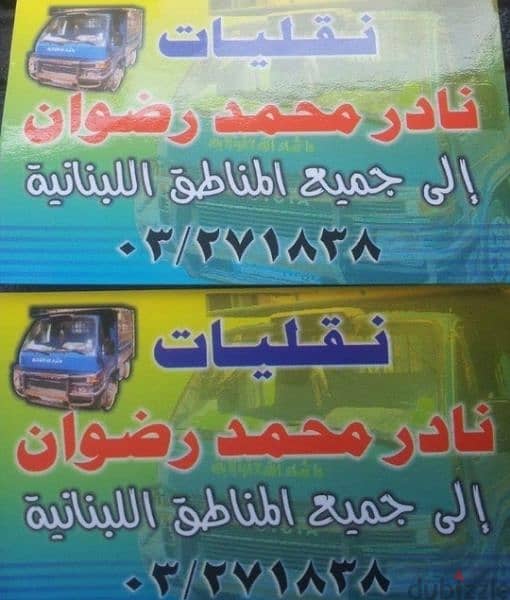 نقليات
نادر محمد رضوان
إلى جميع المناطق اللبنانية
٠٣/٢٧١٨٣٨
نقليات
نادر محمد رضوان
إلى جميع المناطق اللبنانية
٠٣/٢٧١٨٣٨
dubizzle